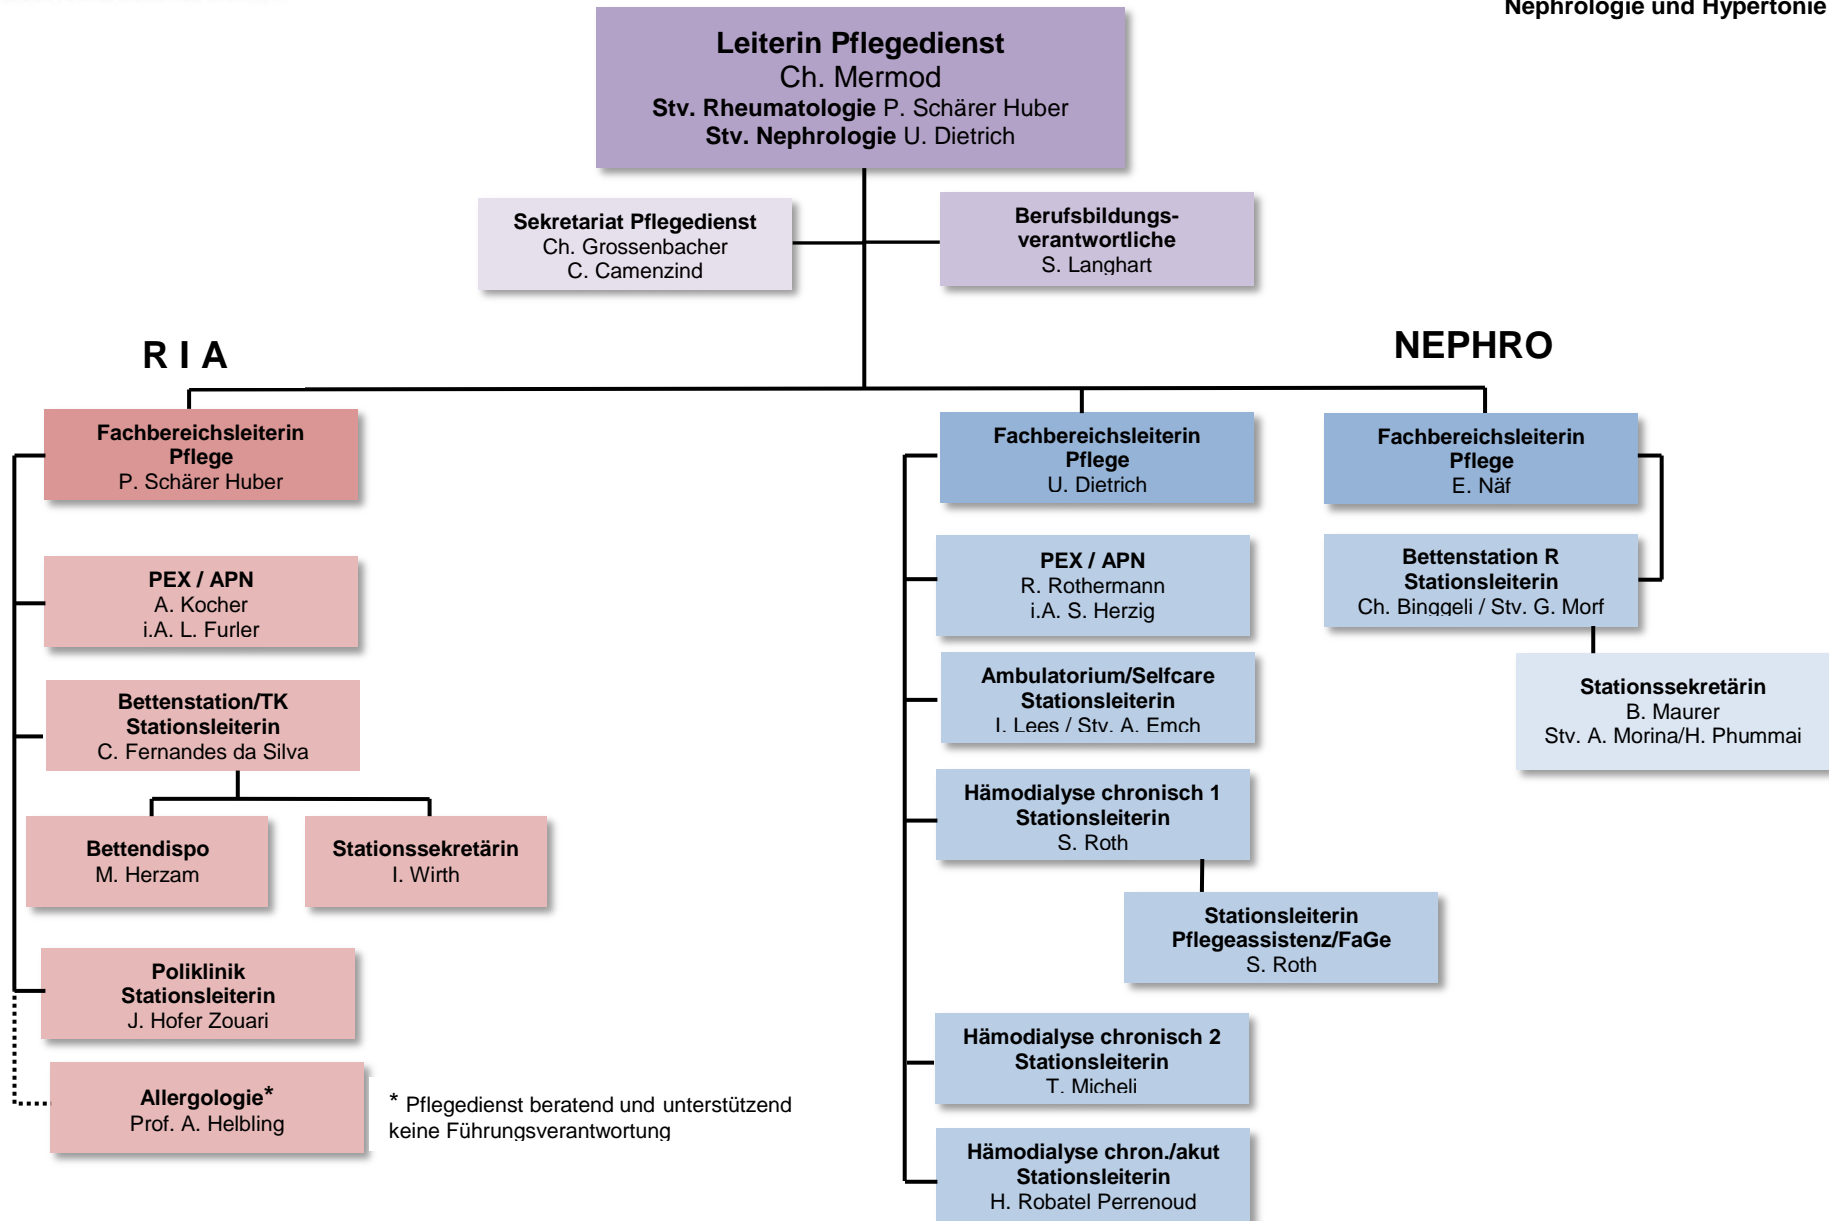 Nephrologie und Hypertonie
Leiterin Pflegedienst
Ch. Mermod
Stv. Rheumatologie P. Schärer Huber
Stv. Nephrologie U. Dietrich
Sekretariat Pflegedienst
Ch. Grossenbacher
C. Camenzind
Berufsbildungs-
verantwortliche
S. Langhart
R I A
NEPHRO
Fachbereichsleiterin
Pflege
P. Schärer Huber
PEX / APN
A. Kocher
i.A. L. Furler
Bettenstation/TK
Stationsleiterin
C. Fernandes da Silva
Bettendispo
M. Herzam
Stationssekretärin
I. Wirth
Poliklinik
Stationsleiterin
J. Hofer Zouari
Allergologie*
Prof. A. Helbling
* Pflegedienst beratend und unterstützend
keine Führungsverantwortung
Fachbereichsleiterin
Pflege
U. Dietrich
PEX / APN
R. Rothermann
i.A. S. Herzig
Ambulatorium/Selfcare
Stationsleiterin
I. Lees / Stv. A. Emch
Hämodialyse chronisch 1
Stationsleiterin
S. Roth
Stationsleiterin
Pflegeassistenz/FaGe
S. Roth
Hämodialyse chronisch 2
Stationsleiterin
T. Micheli
Hämodialyse chron./akut
Stationsleiterin
H. Robatel Perrenoud
Fachbereichsleiterin
Pflege
E. Näf
Bettenstation R
Stationsleiterin
Ch. Binggeli / Stv. G. Morf
Stationssekretärin
B. Maurer
Stv. A. Morina/H. Phummai